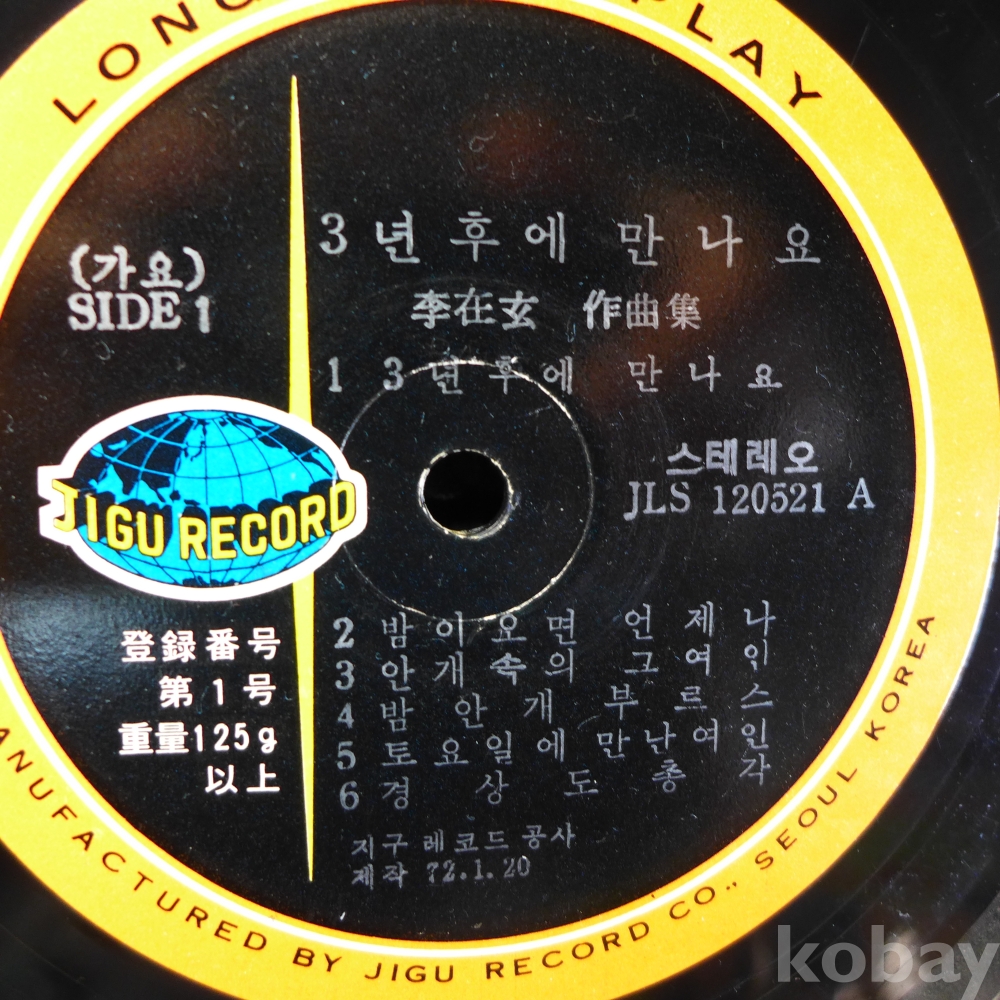 LONG PLAY
(가요)
SIDE 1
3년후에 만나요
李在玄 作曲集
1 3년후에 만나요
스테레오
JLS 120521 A
JIGU RECORD
登録番号
第1号
重量125g
以上
2 밤이오면 언제나
3 안개속의 그여인
4 밤안개 부르스
5 토요일에 만난여인
6 경상도 총각
지구레코드 공사
제작 72.1.20
MANUFACTURED BY JIGU RECORD CO., SEOUL KOREA
kobay